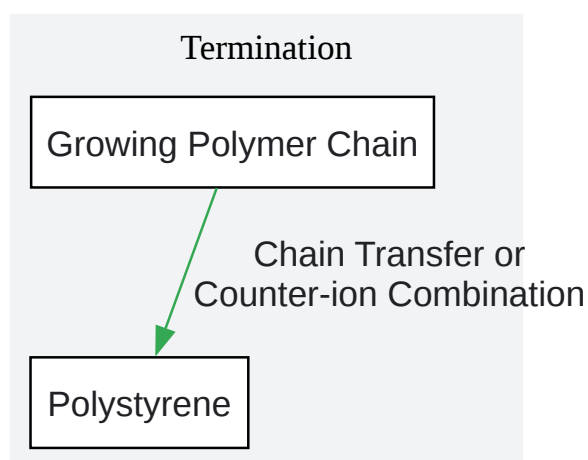 Termination
Growing Polymer Chain
Chain Transfer or
Counter-ion Combination
Polystyrene